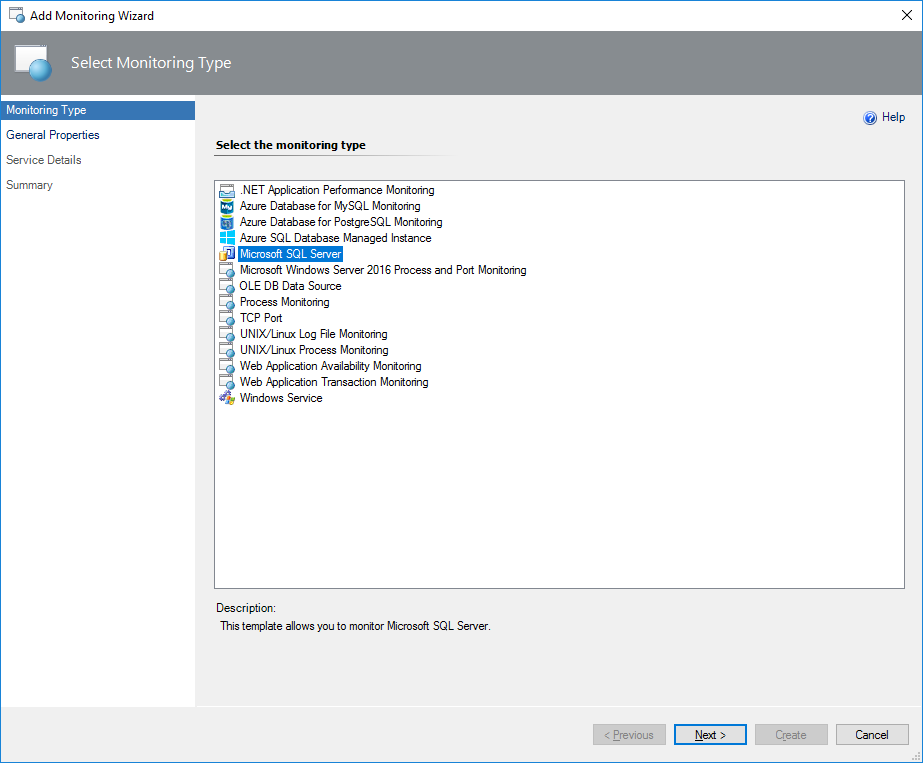 Add Monitoring Wizard
Select Monitoring Type
Monitoring Type
General Properties
Service Details
Summary
Help
Select the monitoring type
.NET Application Performance Monitoring
Azure Database for MySQL Monitoring
Azure Database for PostgreSQL Monitoring
Azure SQL Database Managed Instance
Microsoft SQL Server
Microsoft Windows Server 2016 Process and Port Monitoring
OLE DB Data Source
Process Monitoring
TCP Port
UNIX/Linux Log File Monitoring
UNIX/Linux Process Monitoring
Web Application Availability Monitoring
Web Application Transaction Monitoring
Windows Service
Description:
This template allows you to monitor Microsoft SQL Server.
< Previous
Next >
Create
Cancel